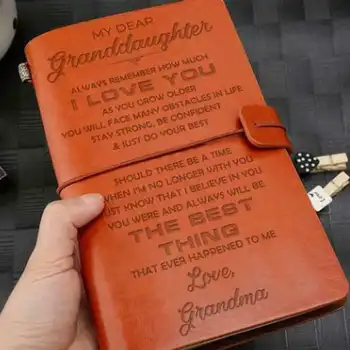 MY DEAR
Granddaughter
ALWAYS REMEMBER HOW MUCH
I LOVE YOU
AS YOU GROW OLDER
YOU WILL FACE MANY OBSTACLES IN LIFE
STAY STRONG, BE CONFIDENT
& JUST DO YOUR BEST
SHOULD THERE BE A TIME
WHEN I'M NO LONGER WITH YOU
JUST KNOW THAT I BELIEVE IN YOU
YOU WERE AND ALWAYS WILL BE
THE BEST
THING
THAT EVER HAPPENED TO ME
Love,
Grandma